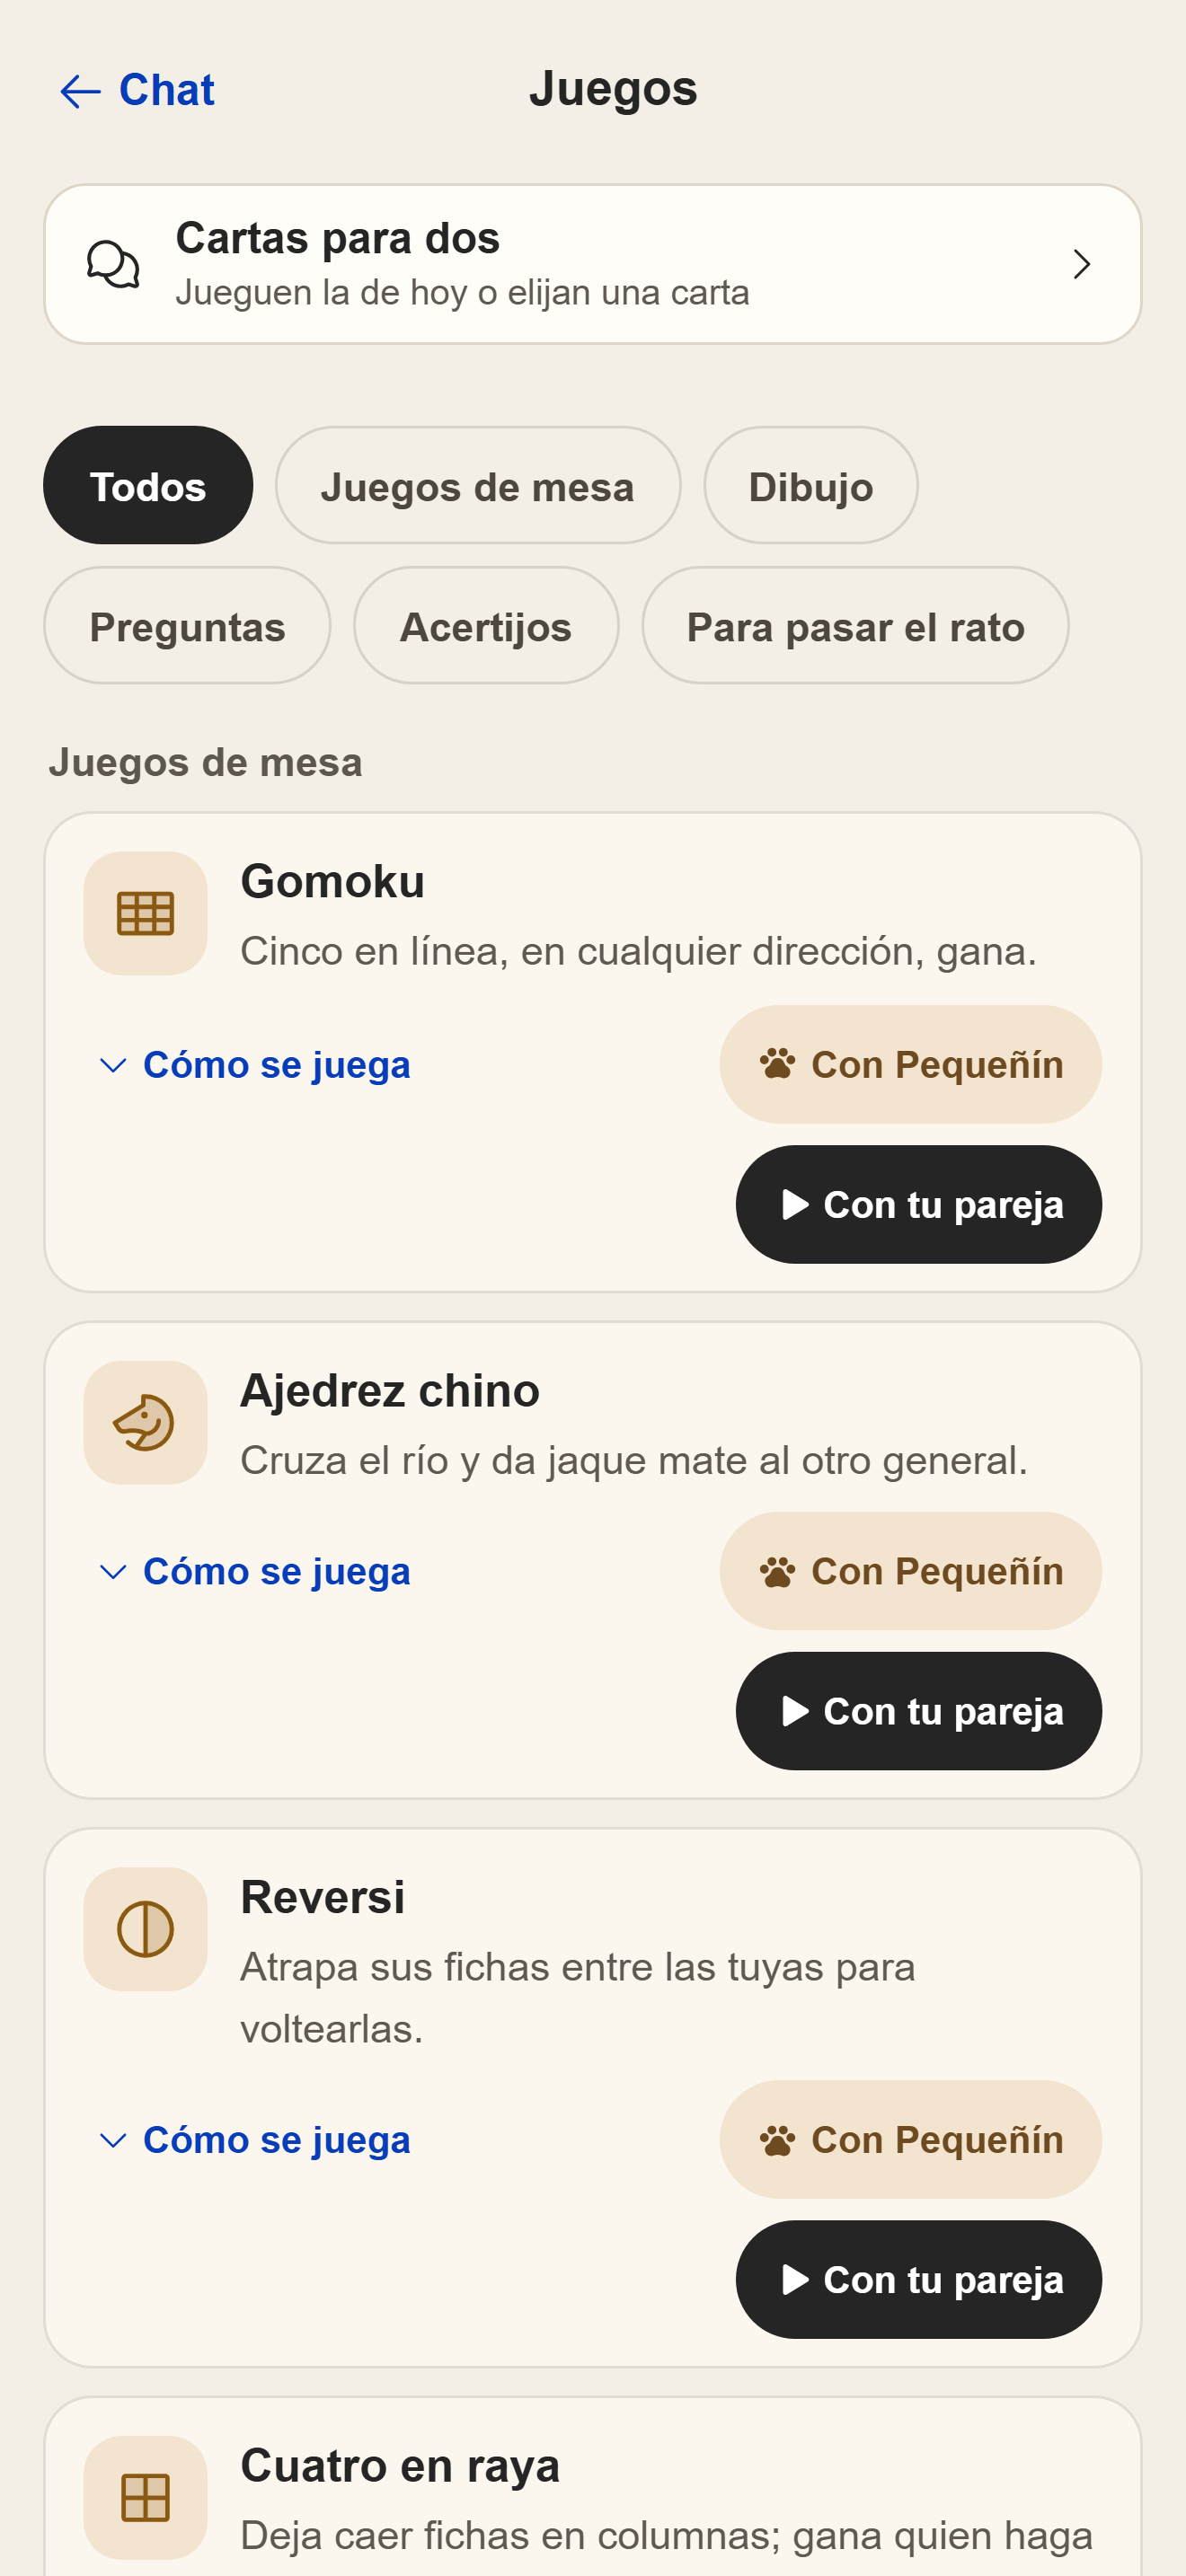 Chat
Juegos
Cartas para dos
Jueguen la de hoy o elijan una carta
Todos
Juegos de mesa
Dibujo
Preguntas
Acertijos
Para pasar el rato
Juegos de mesa
Gomoku
Cinco en línea, en cualquier dirección, gana.
Cómo se juega
Con Pequeñín
Con tu pareja
Ajedrez chino
Cruza el río y da jaque mate al otro general.
Cómo se juega
Con Pequeñín
Con tu pareja
Reversi
Atrapa sus fichas entre las tuyas para
voltearlas.
Cómo se juega
Con Pequeñín
Con tu pareja
Cuatro en raya
Deja caer fichas en columnas; gana quien haga